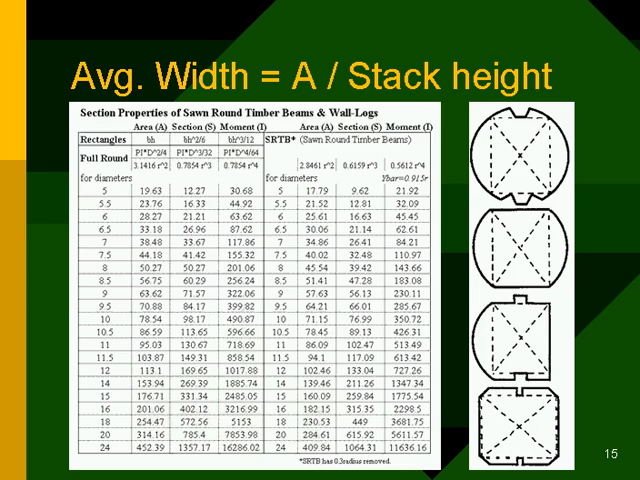 Avg. Width = A / Stack height
Section Properties of Sawn Round Timber Beams & Wall-Logs
Area (A) Section (S) Moment (I) Area (A) Section (S) Moment (I)
Rectangles bh bh^2/6 bh^3/12 SRTB* (Sawn Round Timber Beams)
Full Round PI*D^2/4 PI*D^3/32 PI*D^4/64
3.1416 r^2 0.7854 r^3 0.7854 r^4 2.8461 r^2 0.6159 r^3 0.5612 r^4
for diameters for diameters Ybar=0.915r
5 19.63 12.27 30.68 5 17.79 9.62 21.92
5.5 23.76 16.33 44.92 5.5 21.52 12.81 32.09
6 28.27 21.21 63.62 6 25.61 16.63 45.45
6.5 33.18 26.96 87.62 6.5 30.06 21.14 62.61
7 38.48 33.67 117.86 7 34.86 26.41 84.21
7.5 44.18 41.42 155.32 7.5 40.02 32.48 110.97
8 50.27 50.27 201.06 8 45.54 39.42 143.66
8.5 56.75 60.29 256.24 8.5 51.41 47.28 183.08
9 63.62 71.57 322.06 9 57.63 56.13 230.11
9.5 70.88 84.17 399.82 9.5 64.21 66.01 285.67
10 78.54 98.17 490.87 10 71.15 76.99 350.72
10.5 86.59 113.65 596.66 10.5 78.45 89.13 426.31
11 95.03 130.67 718.69 11 86.09 102.47 513.49
11.5 103.87 149.31 858.54 11.5 94.1 117.09 613.42
12 113.1 169.65 1017.88 12 102.46 133.04 727.26
14 153.94 269.39 1885.74 14 139.46 211.26 1347.34
15 176.71 331.34 2485.05 15 160.09 259.84 1775.54
16 201.06 402.12 3216.99 16 182.15 315.35 2298.5
18 254.47 572.56 5153 18 230.53 449 3681.75
20 314.16 785.4 7853.98 20 284.61 615.92 5611.57
24 452.39 1357.17 16286.02 24 409.84 1064.31 11636.16
*SRTB has 0.3radius removed.
15